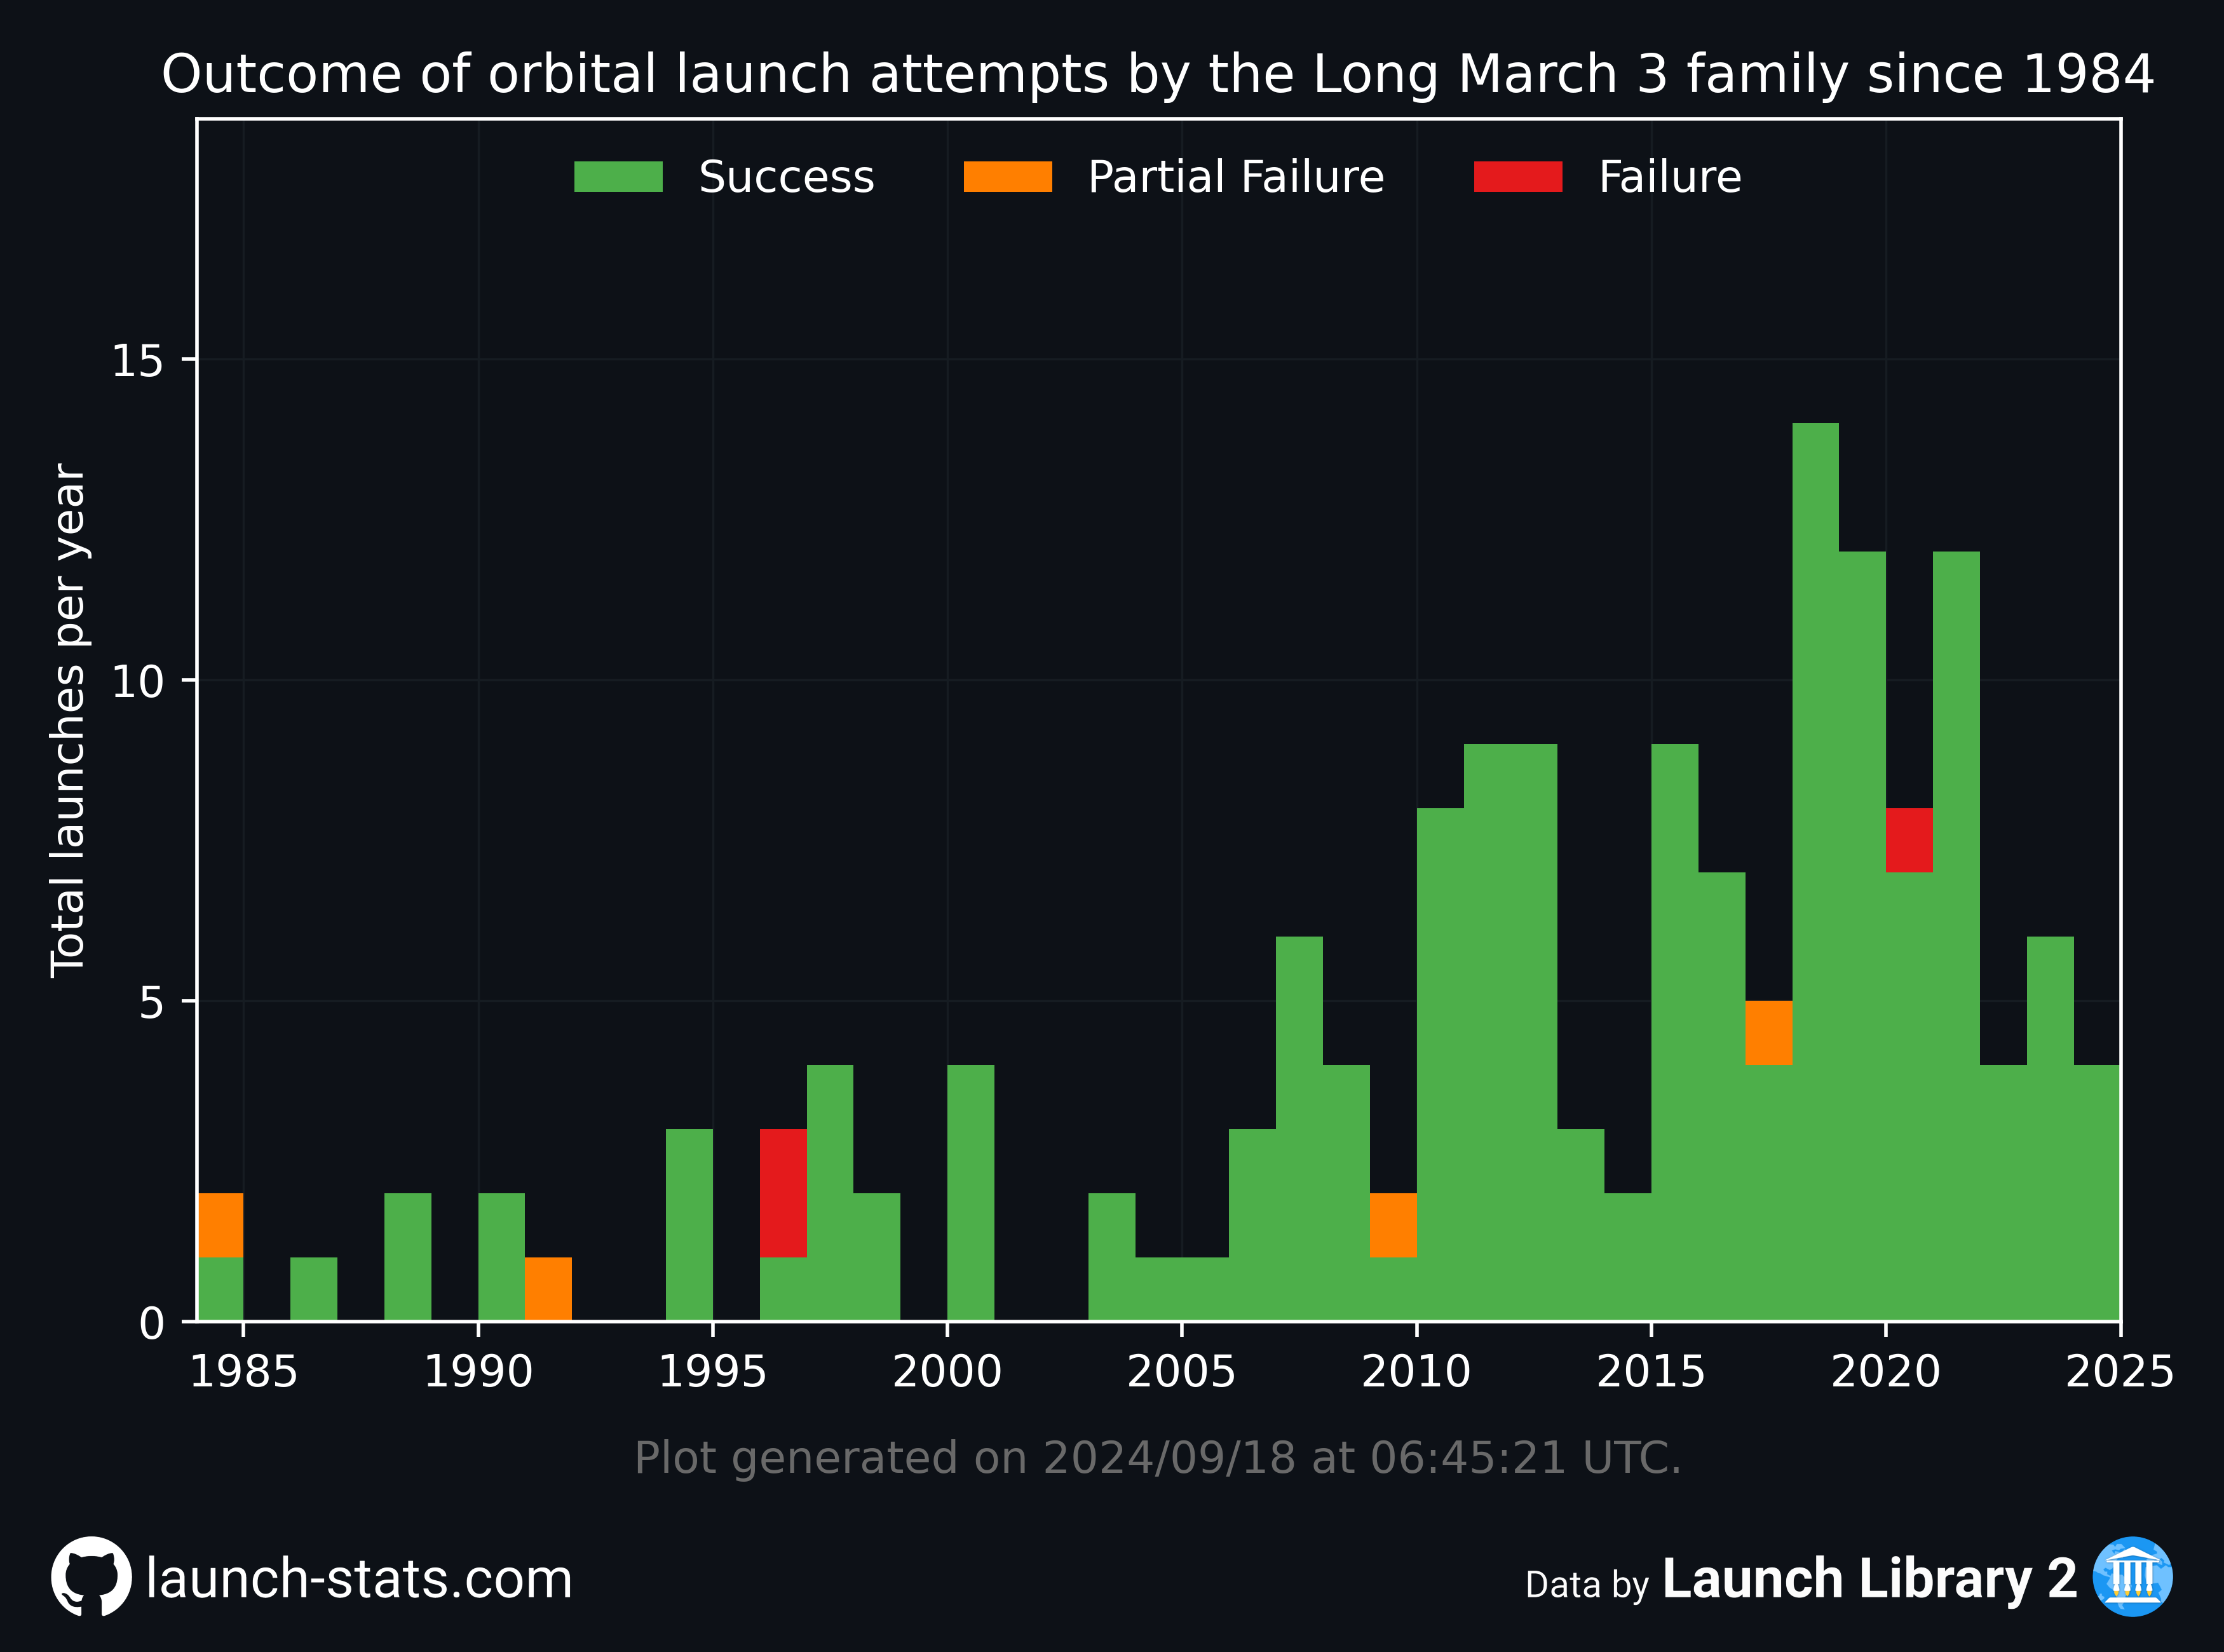 Outcome of orbital launch attempts by the Long March 3 family since 1984
Success Partial Failure Failure
Total launches per year
15
10
5
0
1985 1990 1995 2000 2005 2010 2015 2020 2025
Plot generated on 2024/09/18 at 06:45:21 UTC.
launch-stats.com
Data by Launch Library 2